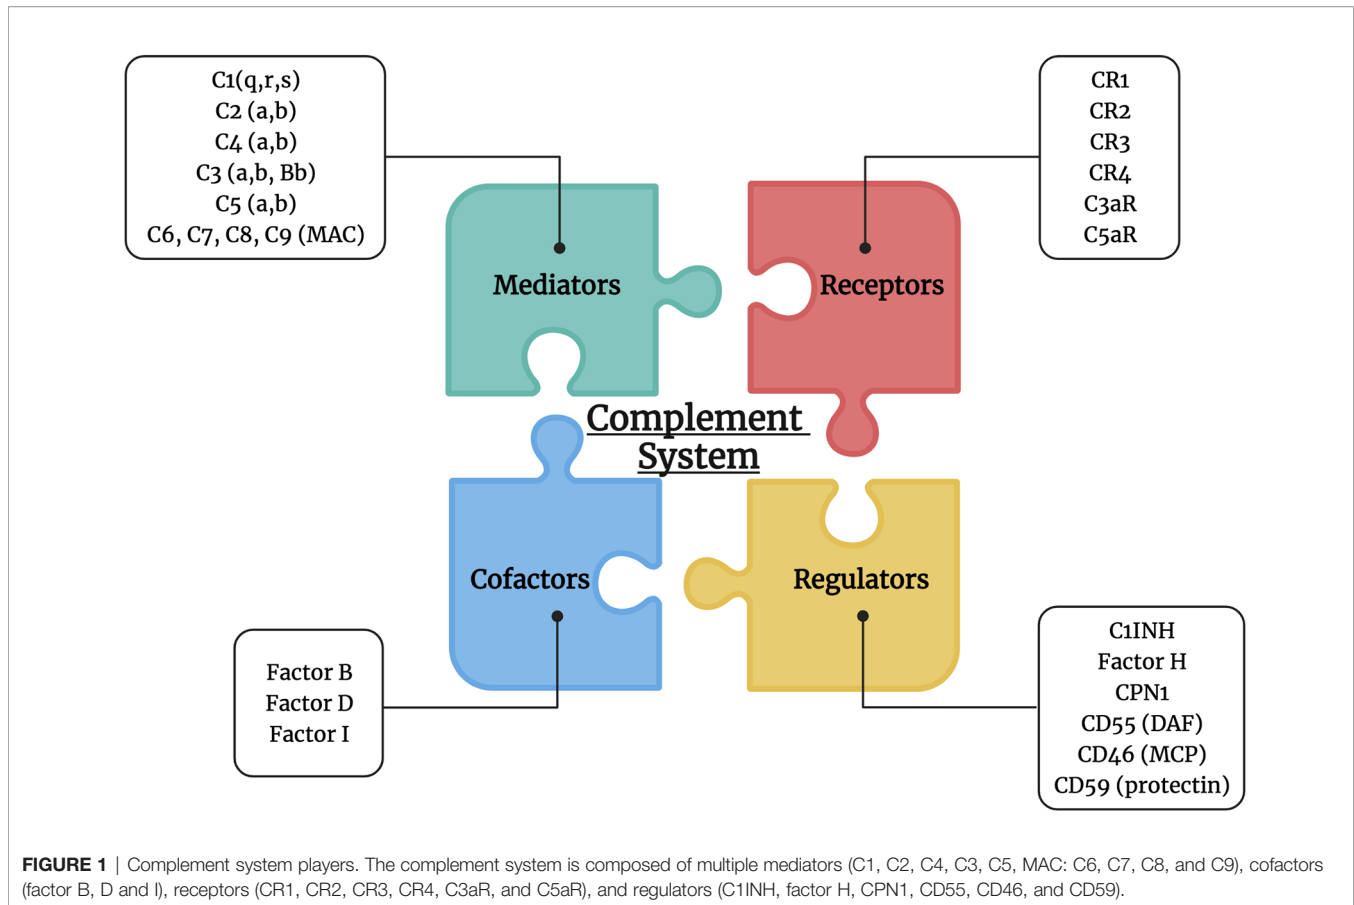 C1(q,r,s)
C2 (a,b)
C4 (a,b)
C3 (a,b, Bb)
C5 (a,b)
C6, C7, C8, C9 (MAC)
CR1
CR2
CR3
CR4
C3aR
C5aR
Mediators
Receptors
Complement
System
Cofactors
Regulators
Factor B
Factor D
Factor I
C1INH
Factor H
CPN1
CD55 (DAF)
CD46 (MCP)
CD59 (protectin)
FIGURE 1 | Complement system players. The complement system is composed of multiple mediators (C1, C2, C4, C3, C5, MAC: C6, C7, C8, and C9), cofactors
(factor B, D and I), receptors (CR1, CR2, CR3, CR4, C3aR, and C5aR), and regulators (C1INH, factor H, CPN1, CD55, CD46, and CD59).